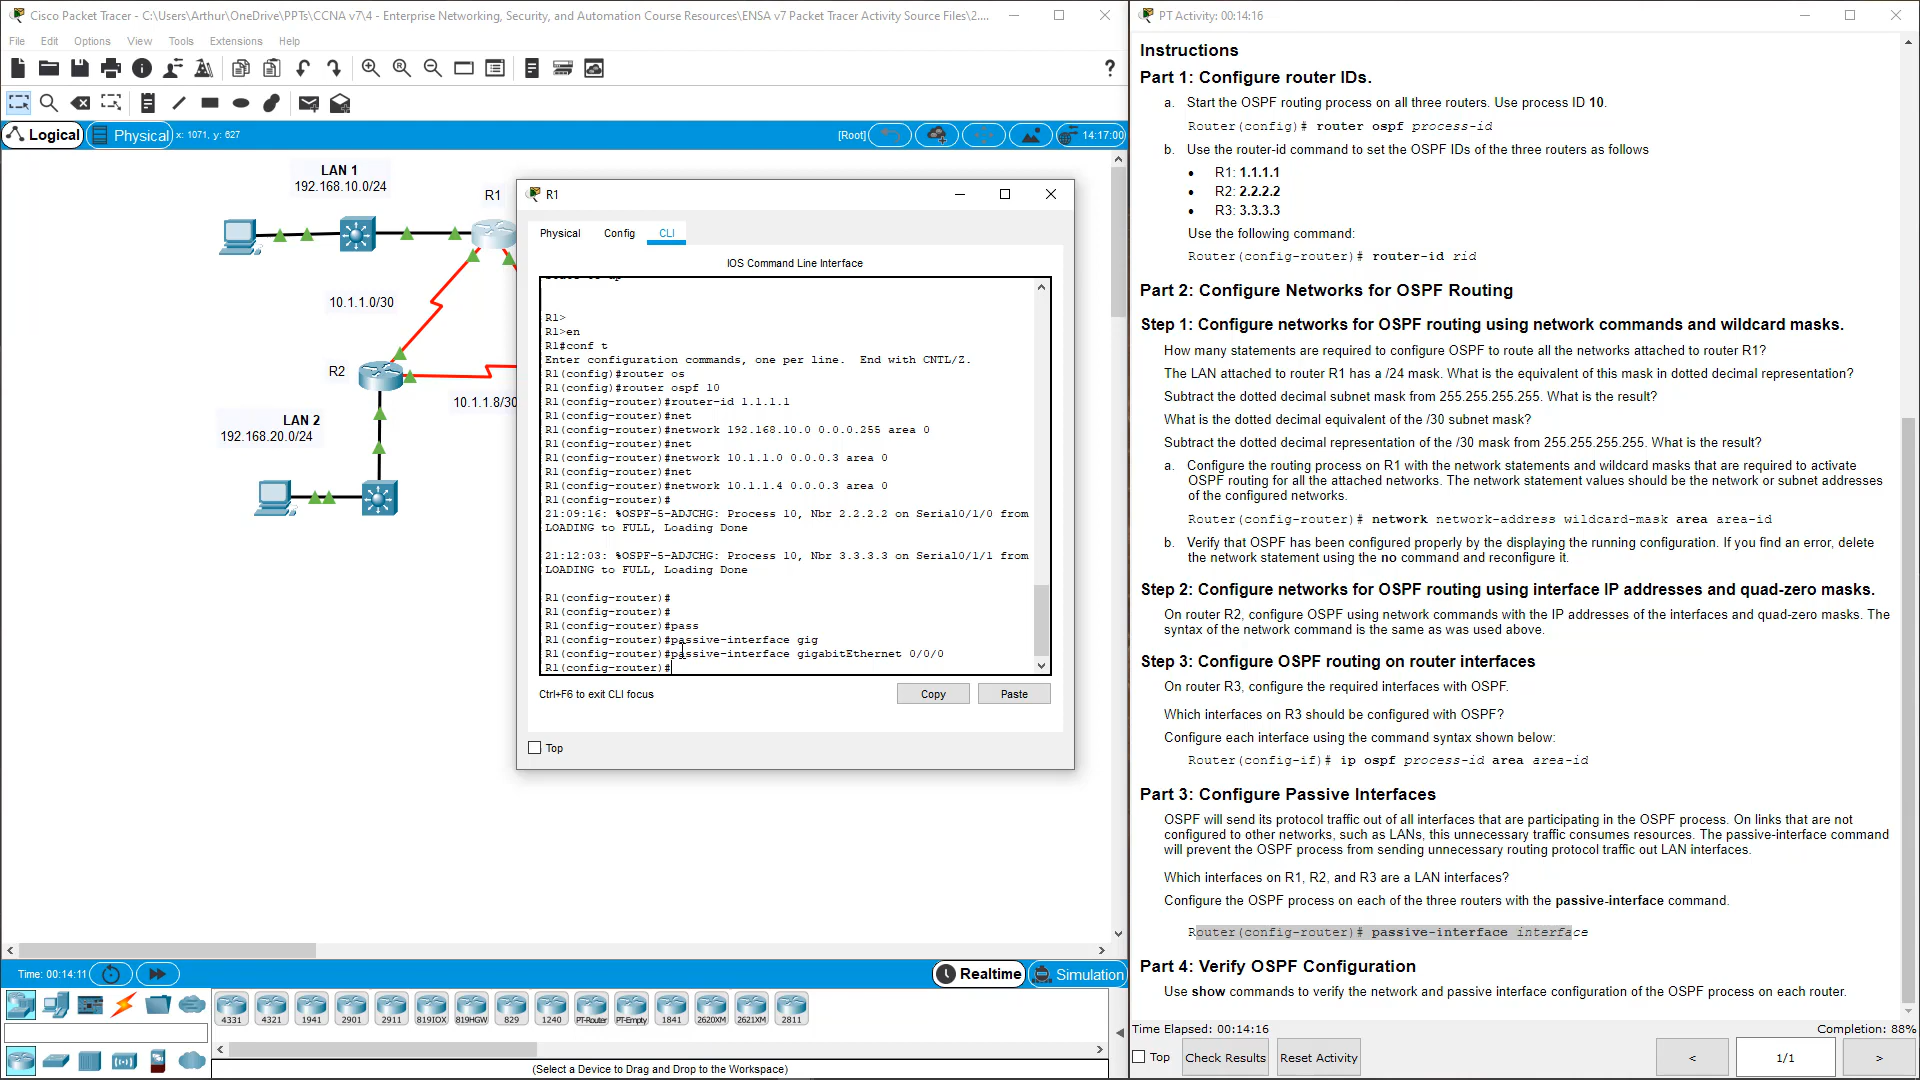 Cisco Packet Tracer - C:\Users\Arthur\OneDrive\PPTs\CCNA v7\4 - Enterprise Networking, Security, and Automation Course Resources\ENSA v7 Packet Tracer Activity Source Files\2....
File Edit Options View Tools Extensions Help
?
Logical Physical x: 1071, y: 627 [Root] 14:17:00
LAN 1
192.168.10.0/24
R1
10.1.1.0/30
R2
10.1.1.8/30
LAN 2
192.168.20.0/24
R1
Physical Config CLI
IOS Command Line Interface
R1>
R1>en
R1#conf t
Enter configuration commands, one per line.  End with CNTL/Z.
R1(config)#router os
R1(config)#router ospf 10
R1(config-router)#router-id 1.1.1.1
R1(config-router)#net
R1(config-router)#network 192.168.10.0 0.0.0.255 area 0
R1(config-router)#net
R1(config-router)#network 10.1.1.0 0.0.0.3 area 0
R1(config-router)#net
R1(config-router)#network 10.1.1.4 0.0.0.3 area 0
R1(config-router)#
21:09:16: %OSPF-5-ADJCHG: Process 10, Nbr 2.2.2.2 on Serial0/1/0 from
LOADING to FULL, Loading Done
21:12:03: %OSPF-5-ADJCHG: Process 10, Nbr 3.3.3.3 on Serial0/1/1 from
LOADING to FULL, Loading Done
R1(config-router)#
R1(config-router)#
R1(config-router)#pass
R1(config-router)#passive-interface gig
R1(config-router)#passive-interface gigabitEthernet 0/0/0
R1(config-router)#
Ctrl+F6 to exit CLI focus
Copy Paste
Top
Time: 00:14:11
Realtime Simulation
4331 4321 1941 2901 2911 819IOX 819HGW 829 1240 PT-Router PT-Empty 1841 2620XM 2621XM 2811
(Select a Device to Drag and Drop to the Workspace)
PT Activity: 00:14:16
Instructions
Part 1: Configure router IDs.
a. Start the OSPF routing process on all three routers. Use process ID 10.
Router(config)# router ospf process-id
b. Use the router-id command to set the OSPF IDs of the three routers as follows
• R1: 1.1.1.1
• R2: 2.2.2.2
• R3: 3.3.3.3
Use the following command:
Router(config-router)# router-id rid
Part 2: Configure Networks for OSPF Routing
Step 1: Configure networks for OSPF routing using network commands and wildcard masks.
How many statements are required to configure OSPF to route all the networks attached to router R1?
The LAN attached to router R1 has a /24 mask. What is the equivalent of this mask in dotted decimal representation?
Subtract the dotted decimal subnet mask from 255.255.255.255. What is the result?
What is the dotted decimal equivalent of the /30 subnet mask?
Subtract the dotted decimal representation of the /30 mask from 255.255.255.255. What is the result?
a. Configure the routing process on R1 with the network statements and wildcard masks that are required to activate
OSPF routing for all the attached networks. The network statement values should be the network or subnet addresses
of the configured networks.
Router(config-router)# network network-address wildcard-mask area area-id
b. Verify that OSPF has been configured properly by the displaying the running configuration. If you find an error, delete
the network statement using the no command and reconfigure it.
Step 2: Configure networks for OSPF routing using interface IP addresses and quad-zero masks.
On router R2, configure OSPF using network commands with the IP addresses of the interfaces and quad-zero masks. The
syntax of the network command is the same as was used above.
Step 3: Configure OSPF routing on router interfaces
On router R3, configure the required interfaces with OSPF.
Which interfaces on R3 should be configured with OSPF?
Configure each interface using the command syntax shown below:
Router(config-if)# ip ospf process-id area area-id
Part 3: Configure Passive Interfaces
OSPF will send its protocol traffic out of all interfaces that are participating in the OSPF process. On links that are not
configured to other networks, such as LANs, this unnecessary traffic consumes resources. The passive-interface command
will prevent the OSPF process from sending unnecessary routing protocol traffic out LAN interfaces.
Which interfaces on R1, R2, and R3 are a LAN interfaces?
Configure the OSPF process on each of the three routers with the passive-interface command.
Router(config-router)# passive-interface interface
Part 4: Verify OSPF Configuration
Use show commands to verify the network and passive interface configuration of the OSPF process on each router.
Time Elapsed: 00:14:16 Completion: 88%
Top Check Results Reset Activity < 1/1 >